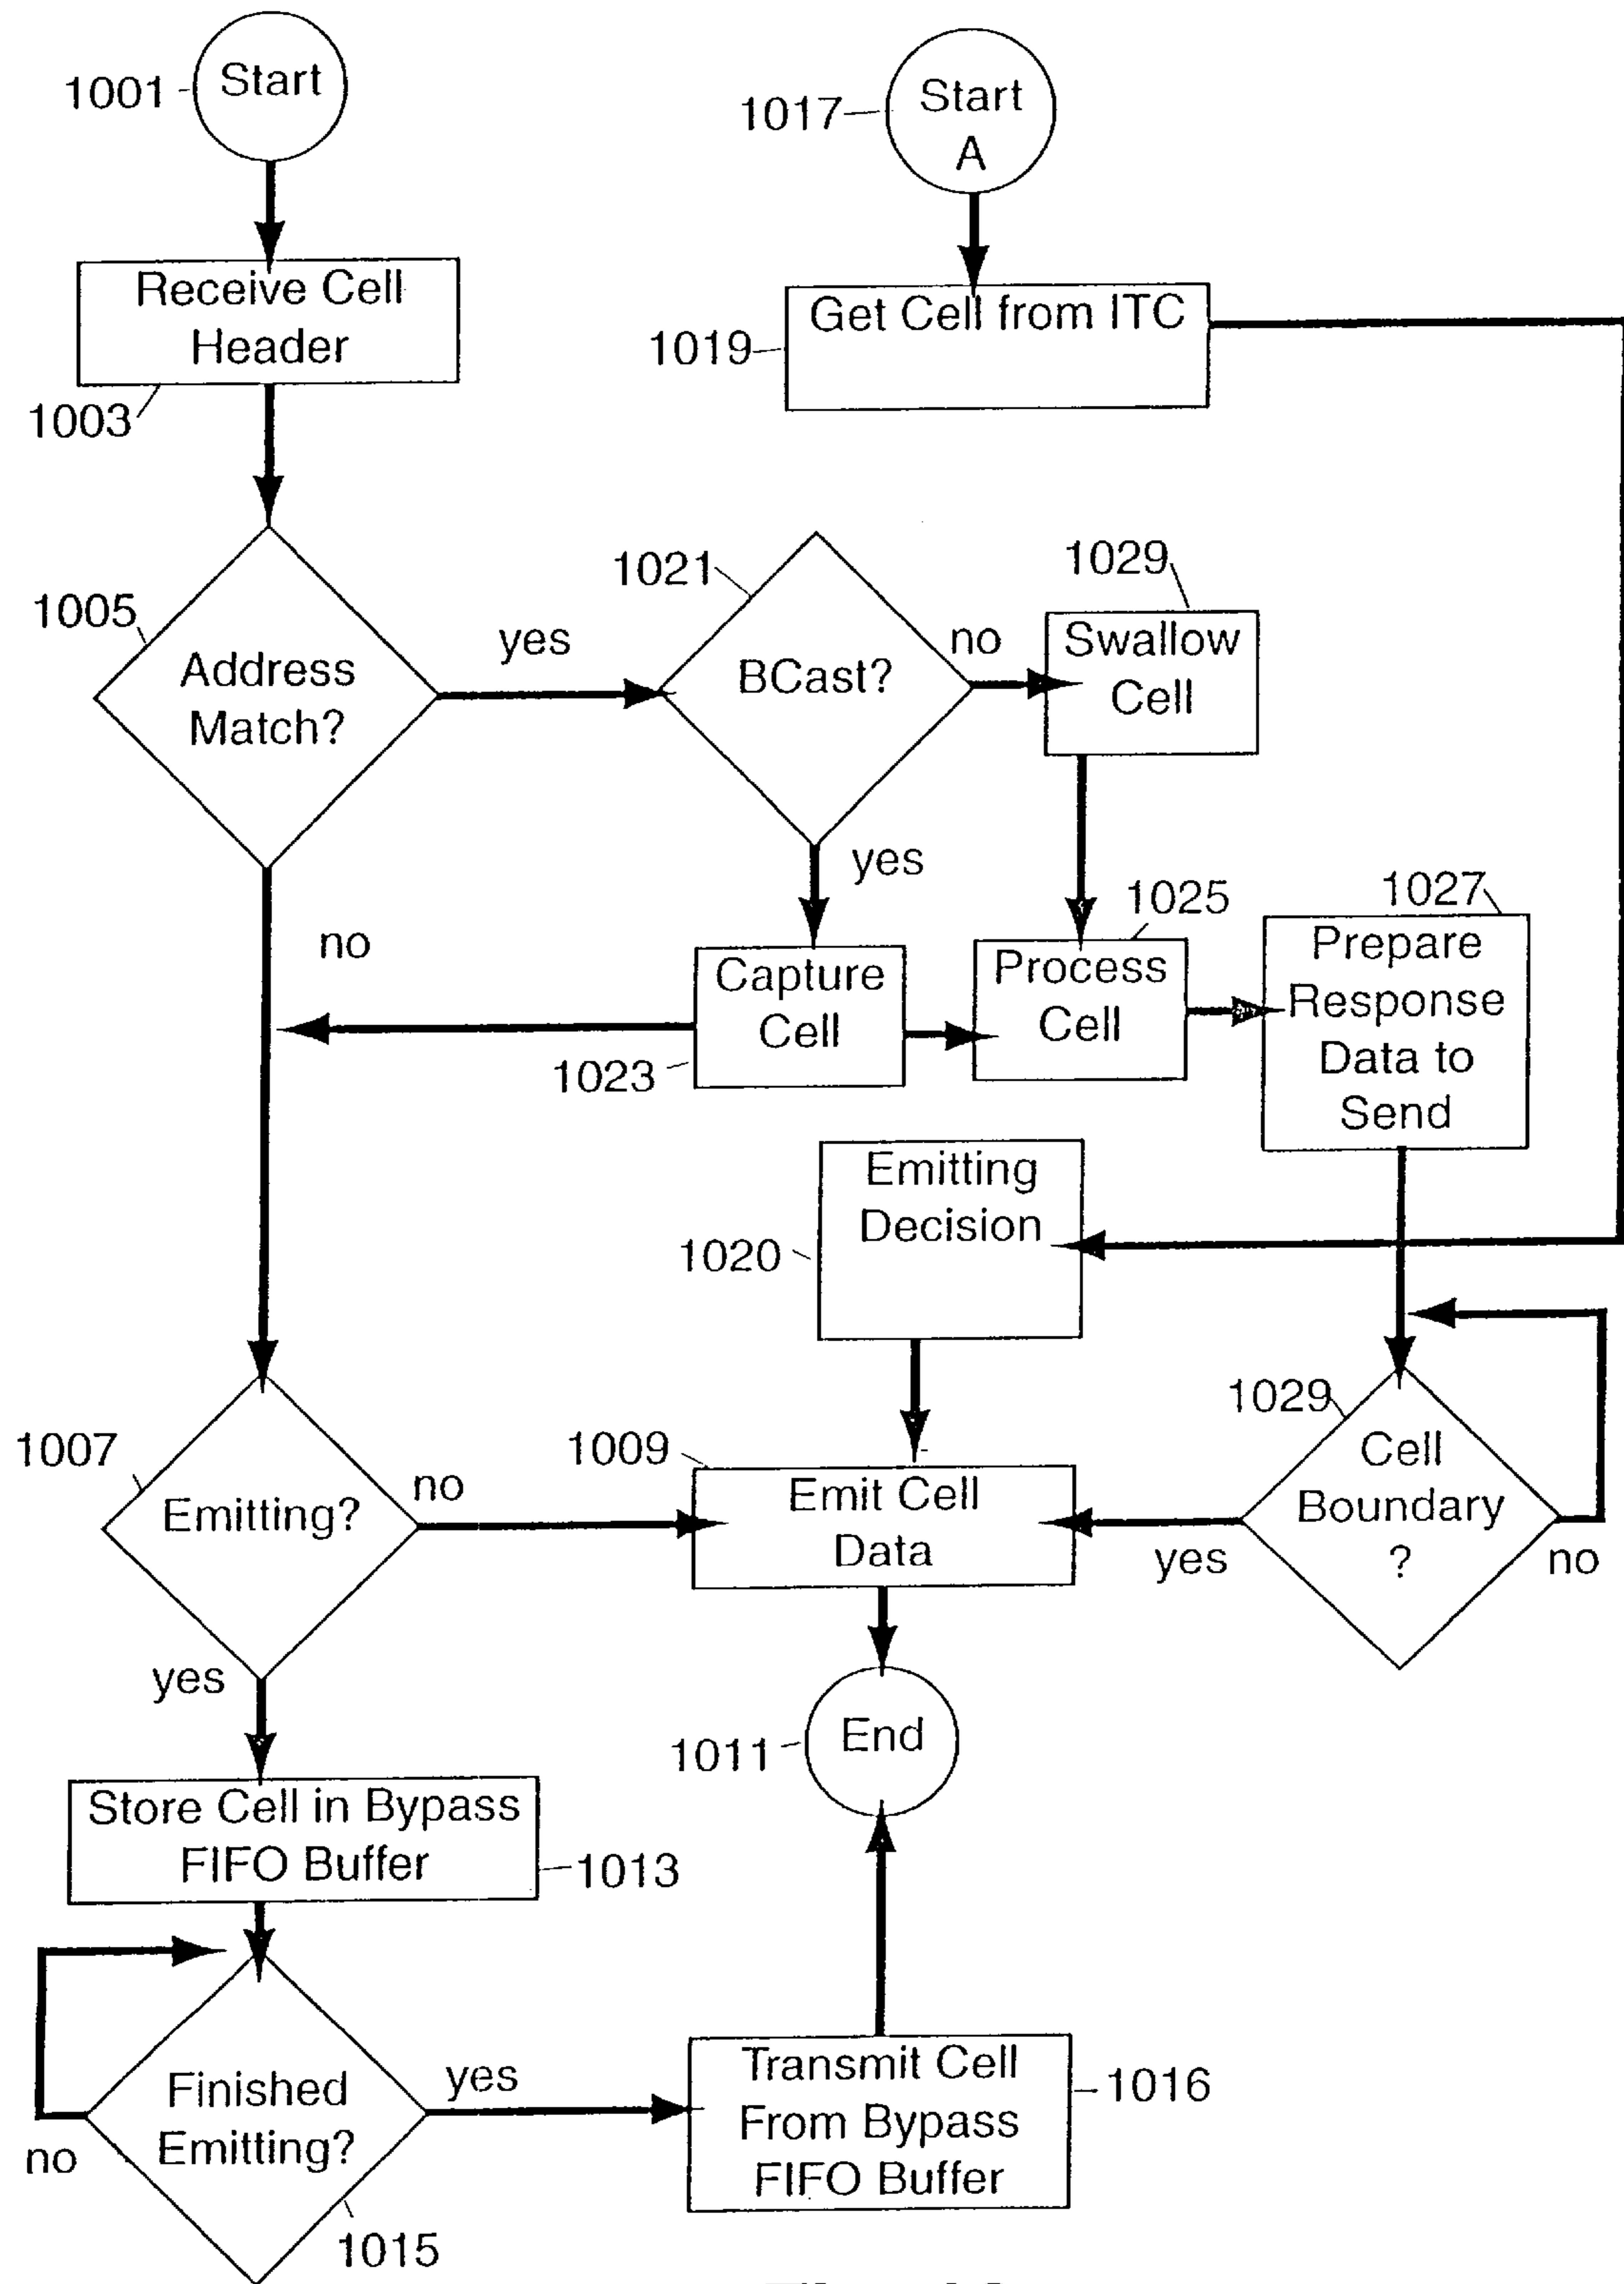 1001
Start
1017
Start
A
Receive Cell
Header
1003
Get Cell from ITC
1019
1005
Address
Match?
yes
1021
BCast?
no
1029
Swallow
Cell
yes
no
Capture
Cell
1023
1025
Process
Cell
1027
Prepare
Response
Data to
Send
Emitting
Decision
1020
1007
Emitting?
no
1009
Emit Cell
Data
1029
Cell
Boundary
?
yes
no
yes
1011
End
Store Cell in Bypass
FIFO Buffer
1013
Finished
Emitting?
no
yes
1015
Transmit Cell
From Bypass
FIFO Buffer
1016